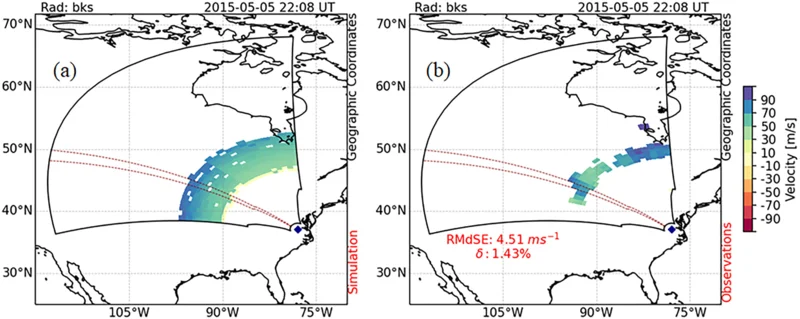 Rad: bks 2015-05-05 22:08 UT
Rad: bks 2015-05-05 22:08 UT
70°N
60°N
50°N
40°N
30°N
70°N
60°N
50°N
40°N
30°N
(a)
(b)
Geographic Coordinates
Geographic Coordinates
Simulation
Observations
RMdSE: 4.51 ms⁻¹
δ: 1.43%
105°W 90°W 75°W
105°W 90°W 75°W
90
70
50
30
10
-10
-30
-50
-70
-90
Velocity [m/s]